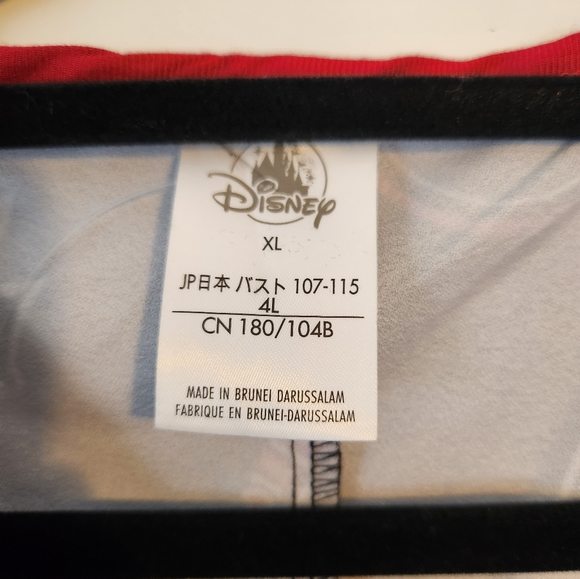 Disney
XL
JP日本 バスト 107-115
4L
CN 180/104B
MADE IN BRUNEI DARUSSALAM
FABRIQUE EN BRUNEI-DARUSSALAM